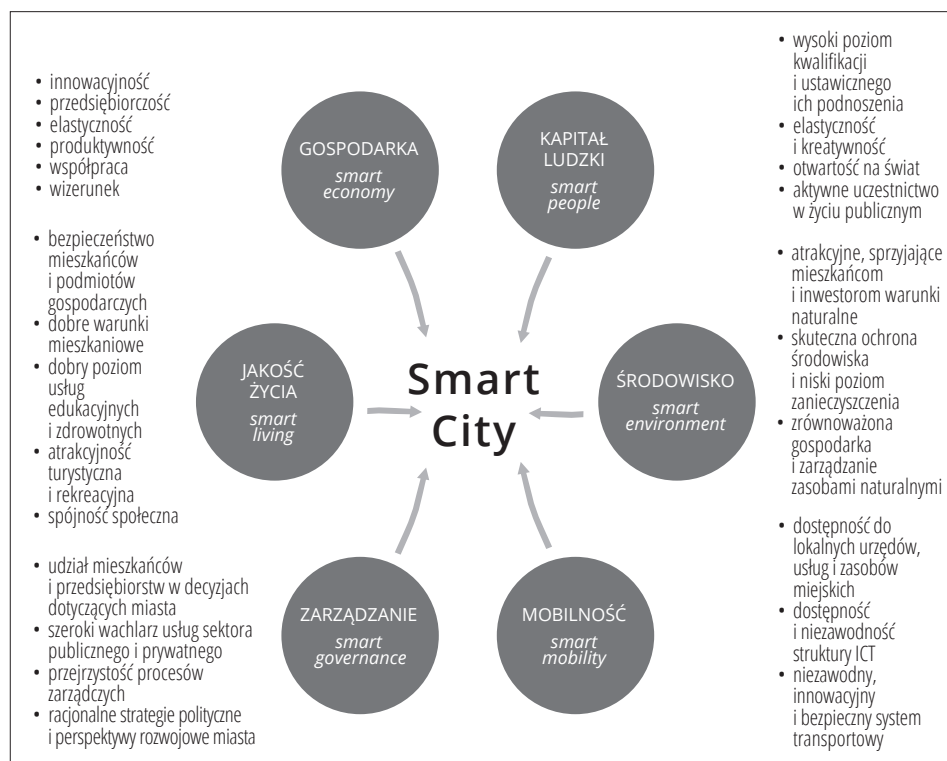 • innowacyjność
• przedsiębiorczość
• elastyczność
• produktywność
• współpraca
• wizerunek
GOSPODARKA
smart
economy
KAPITAŁ
LUDZKI
smart
people
• wysoki poziom
kwalifikacji
i ustawicznego
ich podnoszenia
• elastyczność
i kreatywność
• otwartość na świat
• aktywne uczestnictwo
w życiu publicznym
• bezpieczeństwo
mieszkańców
i podmiotów
gospodarczych
• dobre warunki
mieszkaniowe
• dobry poziom
usług
edukacyjnych
i zdrowotnych
• atrakcyjność
turystyczna
i rekreacyjna
• spójność społeczna
JAKOŚĆ
ŻYCIA
smart
living
Smart
City
ŚRODOWISKO
smart
environment
• atrakcyjne, sprzyjające
mieszkańcom
i inwestorom warunki
naturalne
• skuteczna ochrona
środowiska
i niski poziom
zanieczyszczenia
• zrównoważona
gospodarka
i zarządzanie
zasobami naturalnymi
• udział mieszkańców
i przedsiębiorstw w decyzjach
dotyczących miasta
• szeroki wachlarz usług sektora
publicznego i prywatnego
• przejrzystość procesów
zarządczych
• racjonalne strategie polityczne
i perspektywy rozwojowe miasta
ZARZĄDZANIE
smart
governance
MOBILNOŚĆ
smart
mobility
• dostępność do
lokalnych urzędów,
usług i zasobów
miejskich
• dostępność
i niezawodność
struktury ICT
• niezawodny,
innowacyjny
i bezpieczny system
transportowy